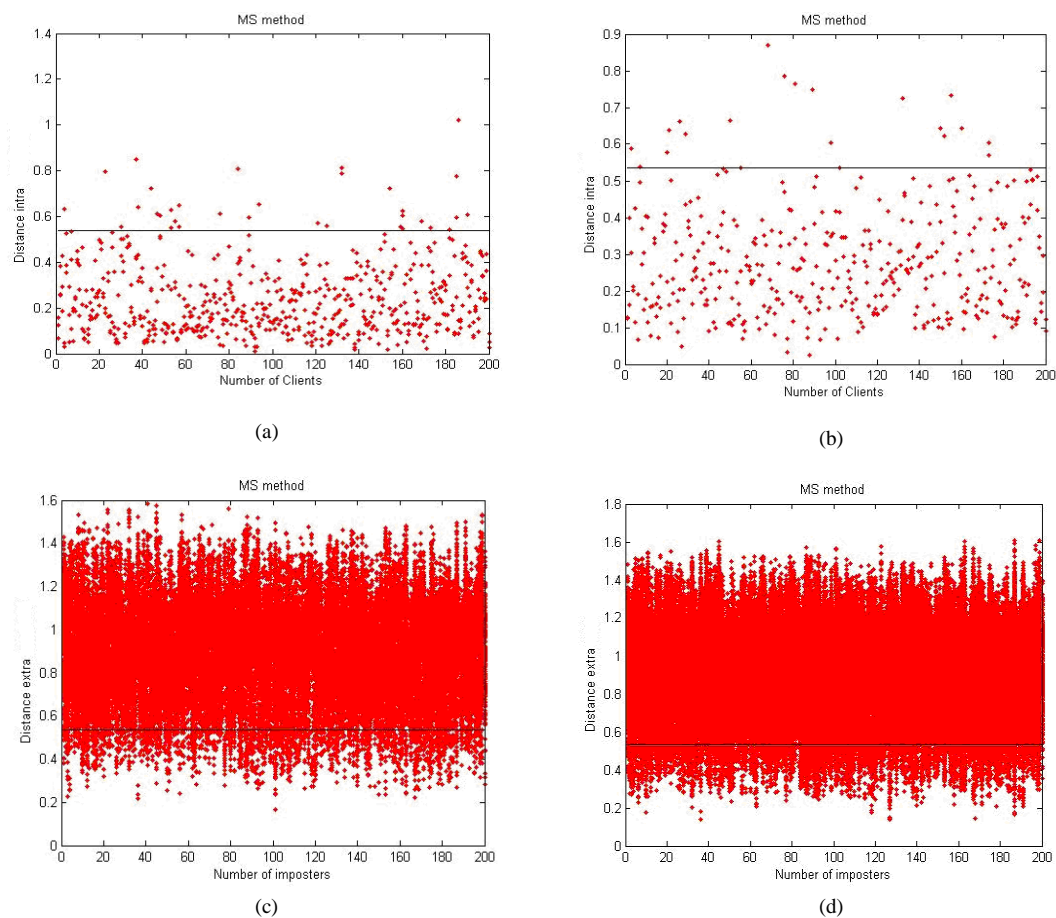 MS method
1.4
1.2
1
0.8
0.6
0.4
0.2
0
Distance intra
0 20 40 60 80 100 120 140 160 180 200
Number of Clients
(a)
MS method
0.9
0.8
0.7
0.6
0.5
0.4
0.3
0.2
0.1
0
Distance intra
0 20 40 60 80 100 120 140 160 180 200
Number of Clients
(b)
MS method
1.6
1.4
1.2
1
0.8
0.6
0.4
0.2
0
Distance extra
0 20 40 60 80 100 120 140 160 180 200
Number of imposters
(c)
MS method
1.8
1.6
1.4
1.2
1
0.8
0.6
0.4
0.2
0
Distance extra
0 20 40 60 80 100 120 140 160 180 200
Number of imposters
(d)